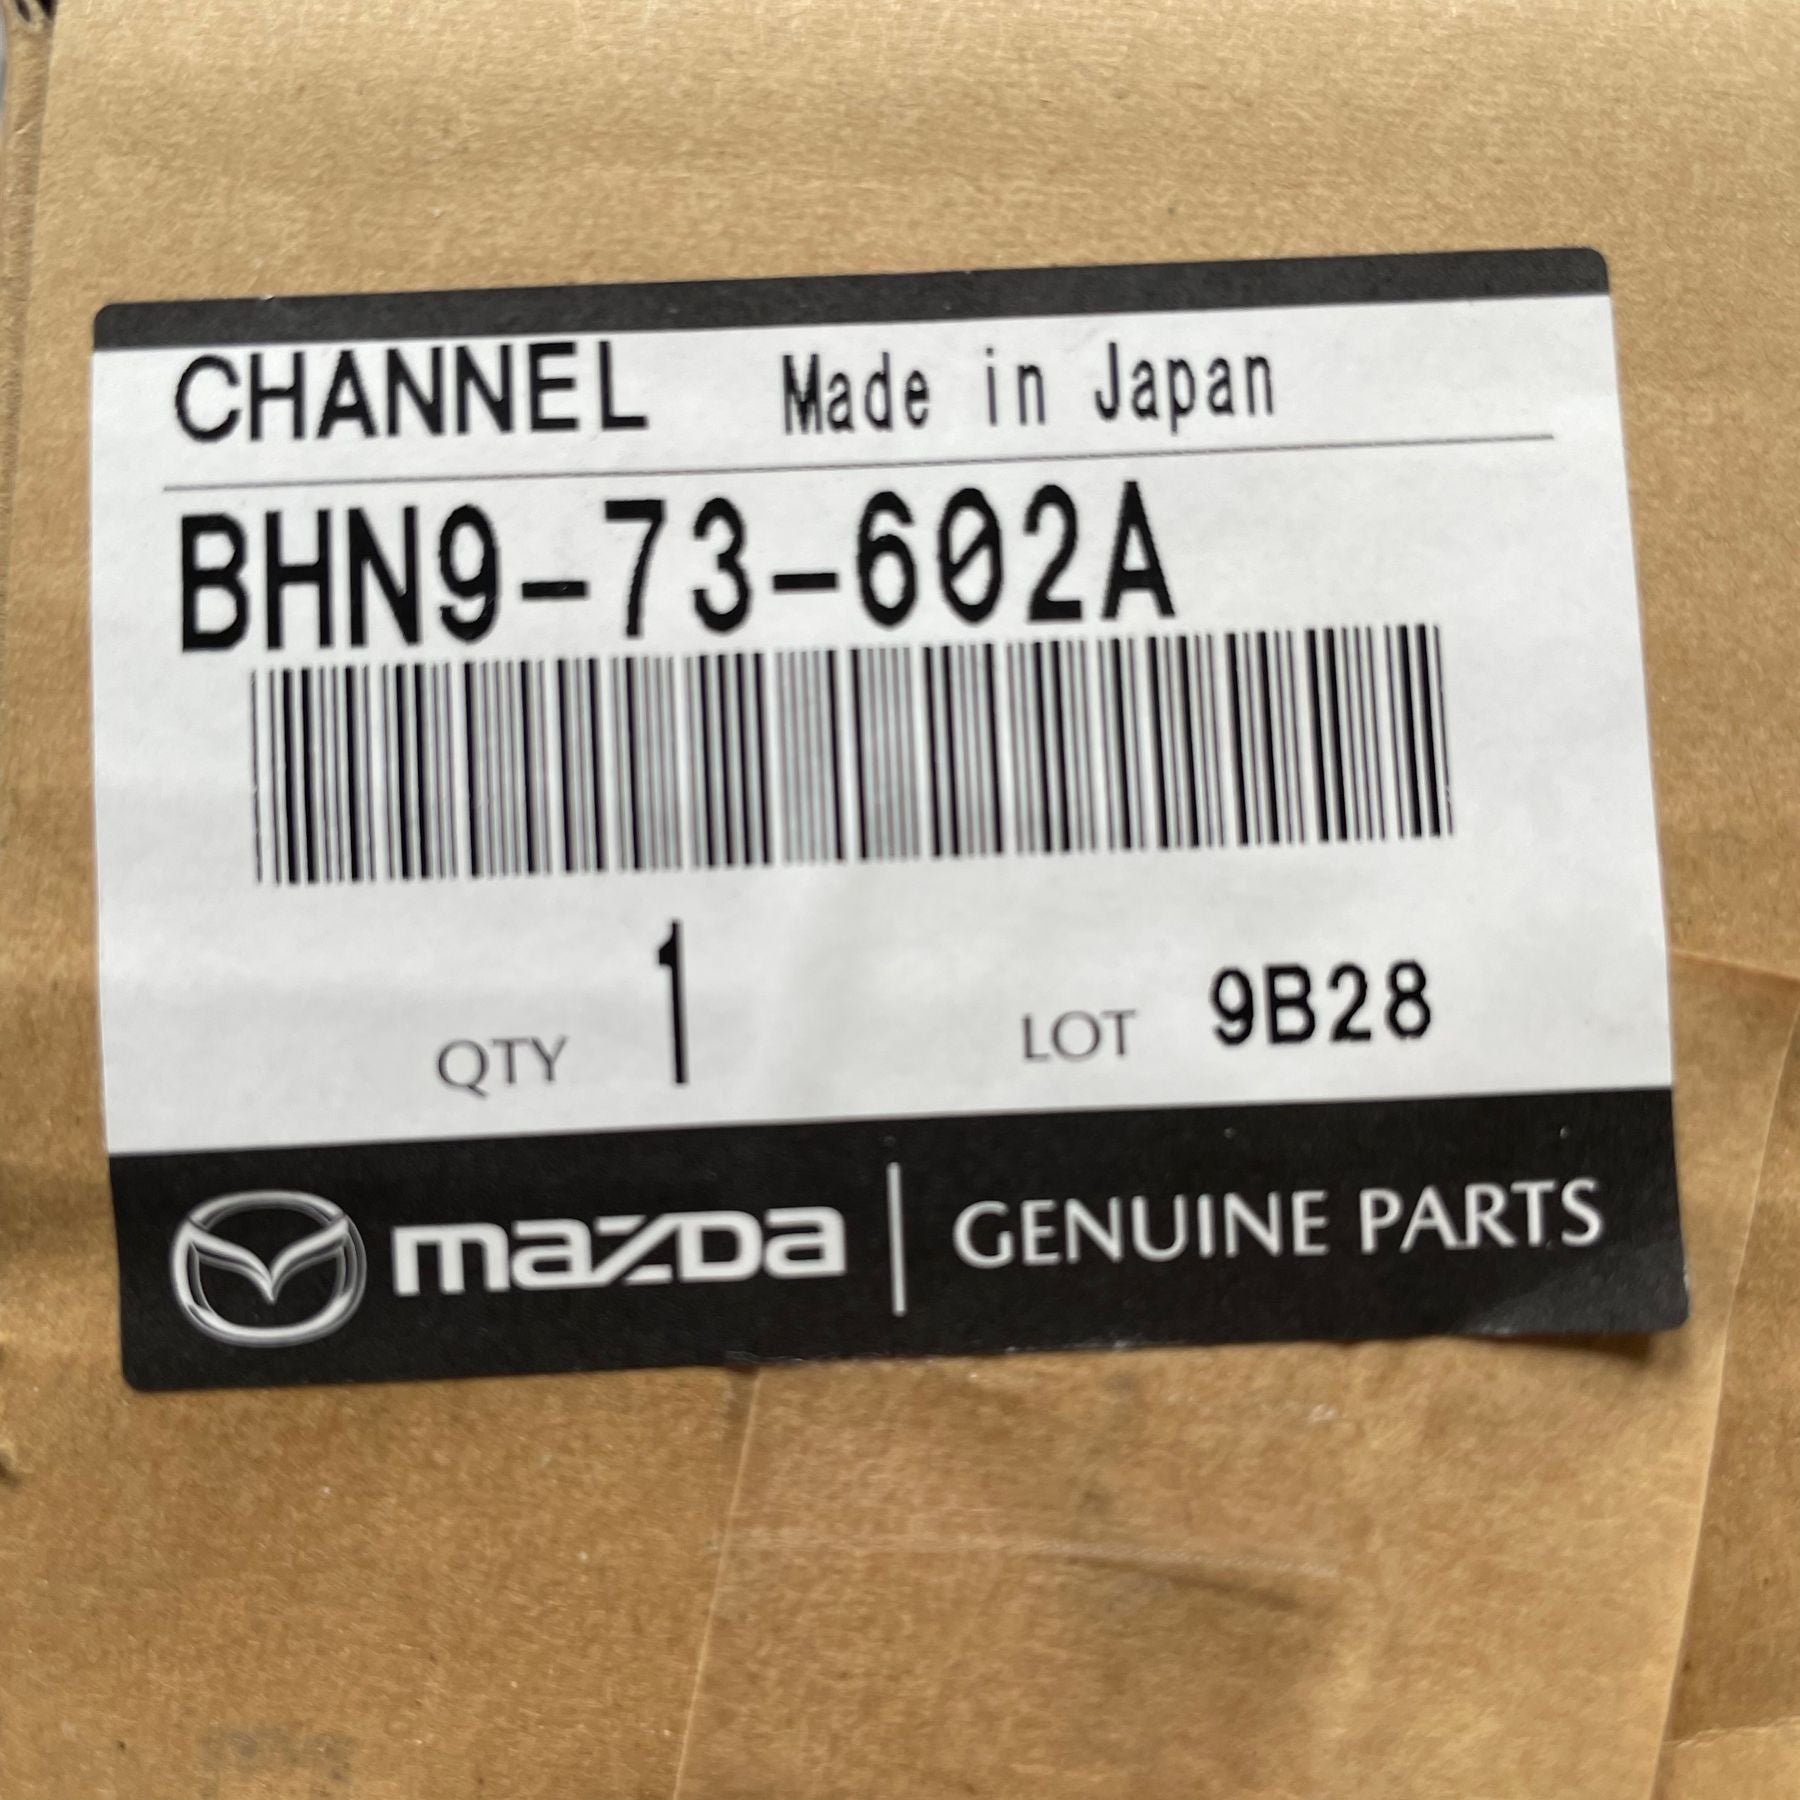 CHANNEL Made in Japan
BHN9-73-602A
QTY 1 LOT 9B28
mazda GENUINE PARTS